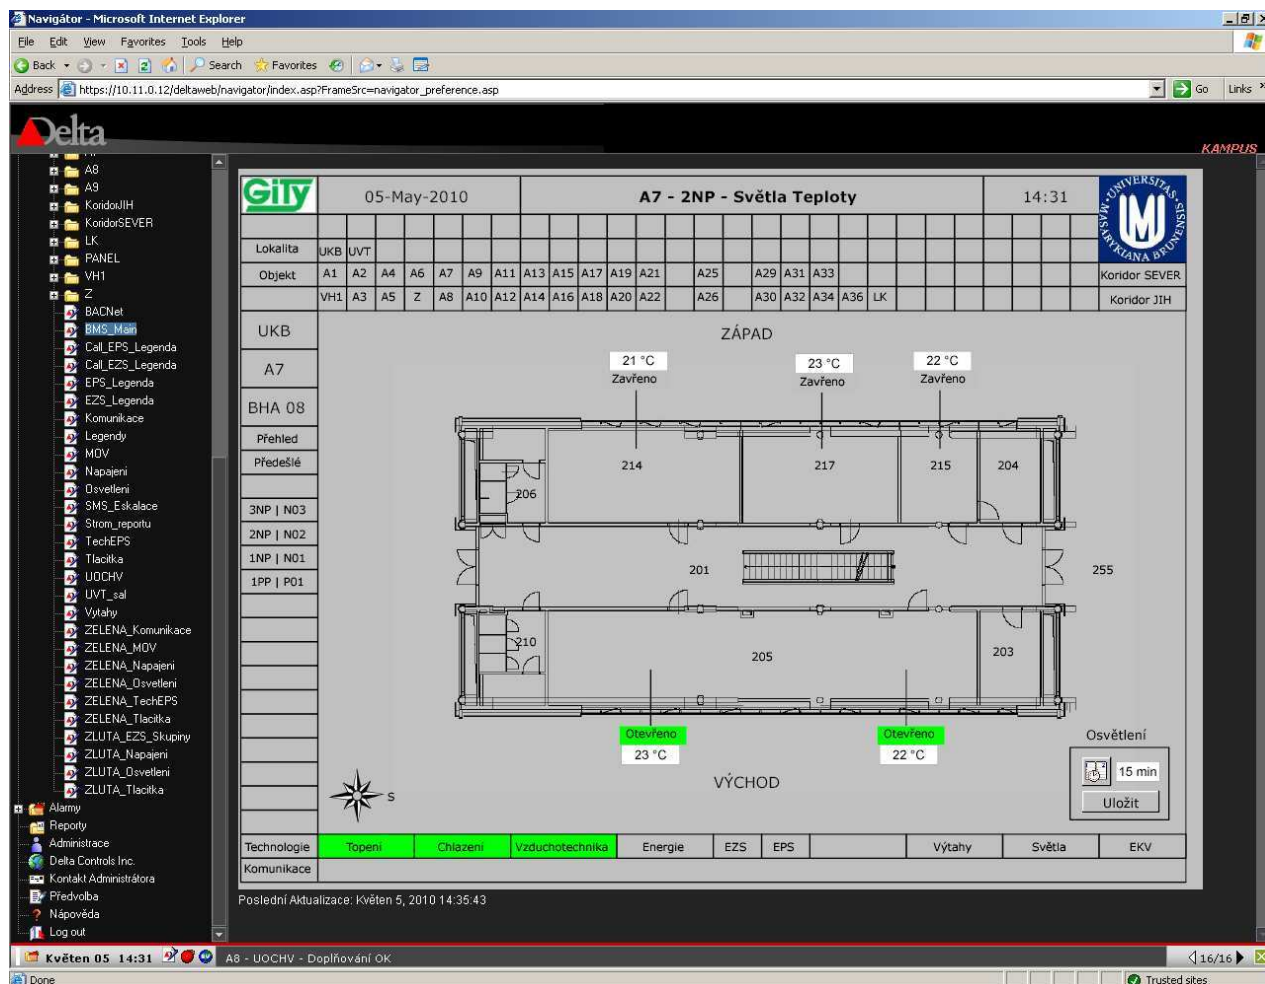 Navigátor - Microsoft Internet Explorer
File Edit View Favorites Tools Help
Back Search Favorites
Address https://10.11.0.12/deltaweb/navigator/index.asp?FrameSrc=navigator_preference.asp Go Links
Delta
KAMPUS
A8
A9
KoridorJIH
KoridorSEVER
LK
PANEL
VH1
Z
BACNet
BMS_Main
Call_EPS_Legenda
Call_EZS_Legenda
EPS_Legenda
EZS_Legenda
Komunikace
Legendy
MOV
Napajeni
Osvetleni
SMS_Eskalace
Strom_reportu
TechEPS
Tlacitka
UOCHV
UVT_sal
Vytahy
ZELENA_Komunikace
ZELENA_MOV
ZELENA_Napajeni
ZELENA_Osvetleni
ZELENA_TechEPS
ZELENA_Tlacitka
ZLUTA_EZS_Skupiny
ZLUTA_Napajeni
ZLUTA_Osvetleni
ZLUTA_Tlacitka
Alarmy
Reporty
Administrace
Delta Controls Inc.
Kontakt Administrátora
Předvolba
Nápověda
Log out
GiTy 05-May-2010 A7 - 2NP - Světla Teploty 14:31
UNIVERSITAS MASARYKIANA BRUNENSIS
Lokalita UKB UVT
Objekt A1 A2 A4 A6 A7 A9 A11 A13 A15 A17 A19 A21 A25 A29 A31 A33 Koridor SEVER
VH1 A3 A5 Z A8 A10 A12 A14 A16 A18 A20 A22 A26 A30 A32 A34 A36 LK Koridor JIH
UKB
A7
BHA 08
Přehled
Předešlé
3NP | N03
2NP | N02
1NP | N01
1PP | P01
ZÁPAD
21 °C 23 °C 22 °C
Zavřeno Zavřeno Zavřeno
214 217 215 204
206
201 255
210
205 203
Otevřeno Otevřeno
23 °C 22 °C
VÝCHOD
S
Osvětlení
15 min
Uložit
Technologie Topení Chlazení Vzduchotechnika Energie EZS EPS Výtahy Světla EKV
Komunikace
Poslední Aktualizace: Květen 5, 2010 14:35:43
Květen 05 14:31 A8 - UOCHV - Doplňování OK 16/16
Done Trusted sites